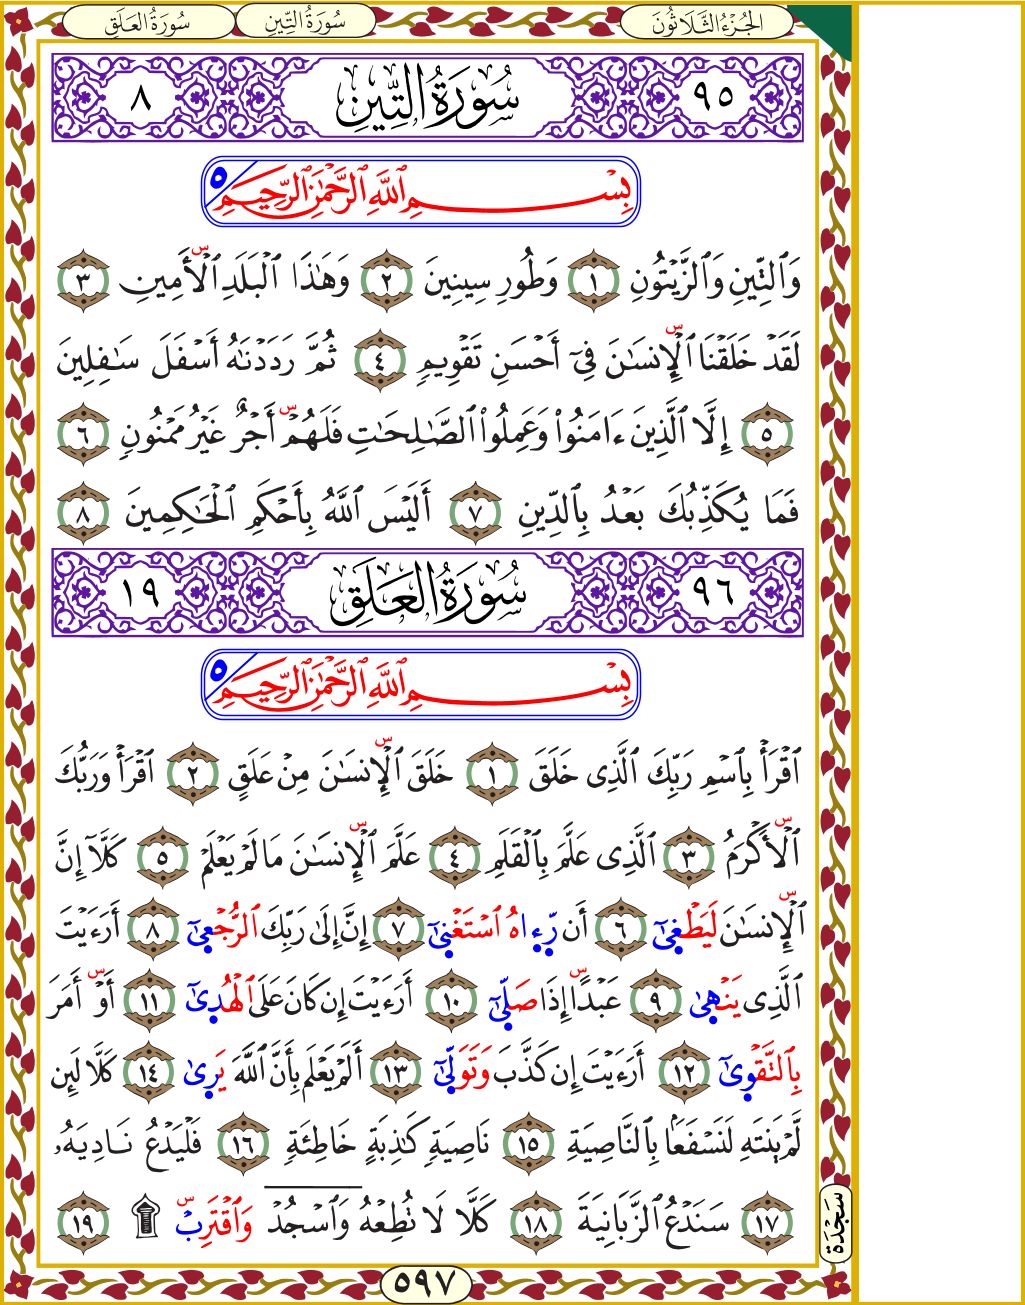 الجُزْءُ الثَّلَاثُونَ سُورَةُ التِّينِ سُورَةُ العَلَقِ
٩٥ سُورَةُ التِّينِ ٨
بِسْمِ ٱللَّهِ ٱلرَّحْمَٰنِ ٱلرَّحِيمِ ٥
وَٱلتِّينِ وَٱلزَّيْتُونِ ١ وَطُورِ سِينِينَ ٢ وَهَٰذَا ٱلْبَلَدِ ٱلْأَمِينِ ٣
لَقَدْ خَلَقْنَا ٱلْإِنسَٰنَ فِىٓ أَحْسَنِ تَقْوِيمٍ ٤ ثُمَّ رَدَدْنَٰهُ أَسْفَلَ سَٰفِلِينَ
٥ إِلَّا ٱلَّذِينَ ءَامَنُوا۟ وَعَمِلُوا۟ ٱلصَّٰلِحَٰتِ فَلَهُمْ أَجْرٌ غَيْرُ مَمْنُونٍ ٦
فَمَا يُكَذِّبُكَ بَعْدُ بِٱلدِّينِ ٧ أَلَيْسَ ٱللَّهُ بِأَحْكَمِ ٱلْحَٰكِمِينَ ٨
٩٦ سُورَةُ العَلَقِ ١٩
بِسْمِ ٱللَّهِ ٱلرَّحْمَٰنِ ٱلرَّحِيمِ ٥
ٱقْرَأْ بِٱسْمِ رَبِّكَ ٱلَّذِى خَلَقَ ١ خَلَقَ ٱلْإِنسَٰنَ مِنْ عَلَقٍ ٢ ٱقْرَأْ وَرَبُّكَ
ٱلْأَكْرَمُ ٣ ٱلَّذِى عَلَّمَ بِٱلْقَلَمِ ٤ عَلَّمَ ٱلْإِنسَٰنَ مَا لَمْ يَعْلَمْ ٥ كَلَّآ إِنَّ
ٱلْإِنسَٰنَ لَيَطْغَىٰٓ ٦ أَن رَّءَاهُ ٱسْتَغْنَىٰٓ ٧ إِنَّ إِلَىٰ رَبِّكَ ٱلرُّجْعَىٰٓ ٨ أَرَءَيْتَ
ٱلَّذِى يَنْهَىٰ ٩ عَبْدًا إِذَا صَلَّىٰٓ ١٠ أَرَءَيْتَ إِن كَانَ عَلَى ٱلْهُدَىٰٓ ١١ أَوْ أَمَرَ
بِٱلتَّقْوَىٰٓ ١٢ أَرَءَيْتَ إِن كَذَّبَ وَتَوَلَّىٰٓ ١٣ أَلَمْ يَعْلَم بِأَنَّ ٱللَّهَ يَرَىٰ ١٤ كَلَّا لَئِن
لَّمْ يَنتَهِ لَنَسْفَعًۢا بِٱلنَّاصِيَةِ ١٥ نَاصِيَةٍ كَٰذِبَةٍ خَاطِئَةٍ ١٦ فَلْيَدْعُ نَادِيَهُۥ
١٧ سَنَدْعُ ٱلزَّبَانِيَةَ ١٨ كَلَّا لَا تُطِعْهُ وَٱسْجُدْ وَٱقْتَرِب ۩ ١٩
سَجْدَة
٥٩٧